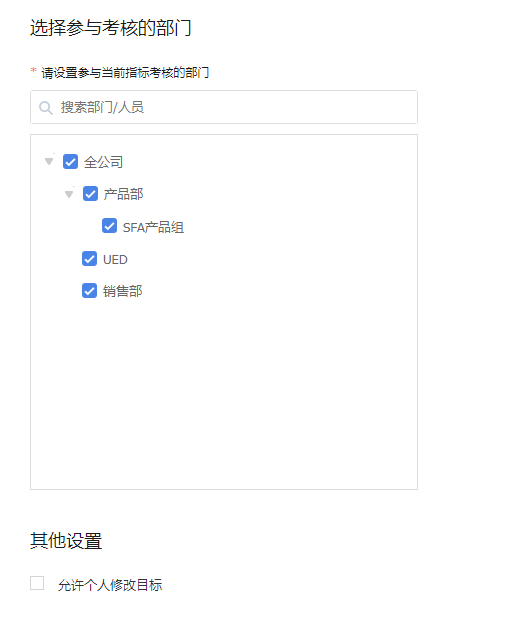 选择参与考核的部门
* 请设置参与当前指标考核的部门
搜索部门/人员
全公司
产品部
SFA产品组
UED
销售部
其他设置
允许个人修改目标